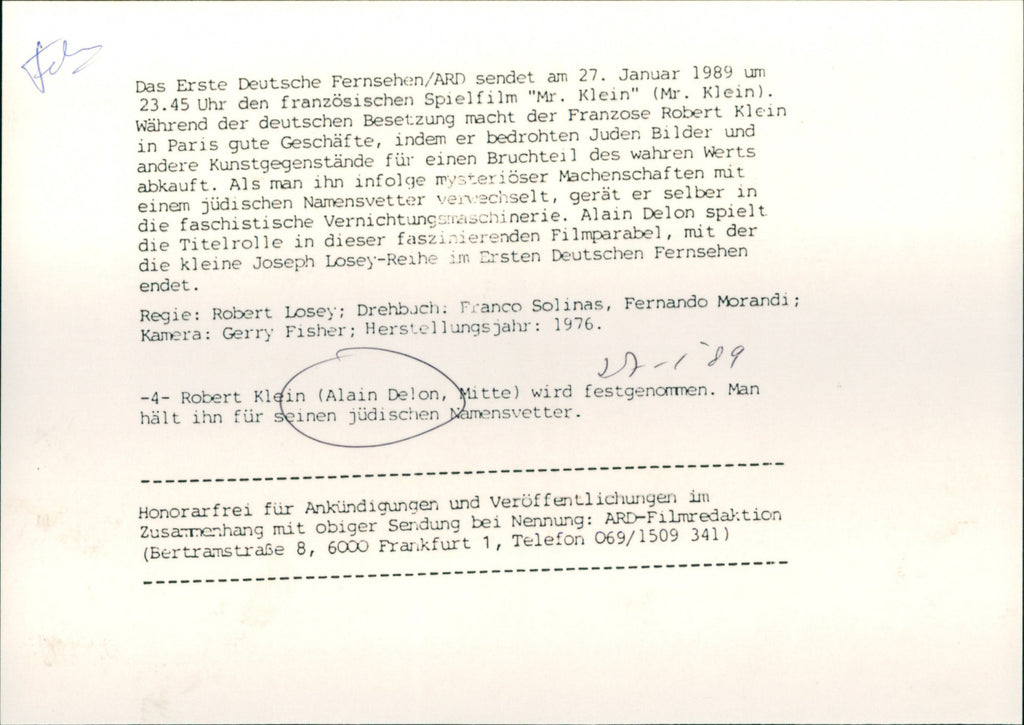 Das Erste Deutsche Fernsehen/ARD sendet am 27. Januar 1989 um
23.45 Uhr den französischen Spielfilm "Mr. Klein" (Mr. Klein).
Während der deutschen Besetzung macht der Franzose Robert Klein
in Paris gute Geschäfte, indem er bedrohten Juden Bilder und
andere Kunstgegenstände für einen Bruchteil des wahren Werts
abkauft. Als man ihn infolge mysteriöser Machenschaften mit
einem jüdischen Namensvetter verwechselt, gerät er selber in
die faschistische Vernichtungsmaschinerie. Alain Delon spielt
die Titelrolle in dieser faszinierenden Filmparabel, mit der
die kleine Joseph Losey-Reihe im Ersten Deutschen Fernsehen
endet.
Regie: Robert Losey; Drehbuch: Franco Solinas, Fernando Morandi;
Kamera: Gerry Fisher; Herstellungsjahr: 1976.
27-1'89
-4- Robert Klein (Alain Delon, Mitte) wird festgenommen. Man
hält ihn für seinen jüdischen Namensvetter.
Honorarfrei für Ankündigungen und Veröffentlichungen im
Zusammenhang mit obiger Sendung bei Nennung: ARD-Filmredaktion
(Bertramstraße 8, 6000 Frankfurt 1, Telefon 069/1509 341)